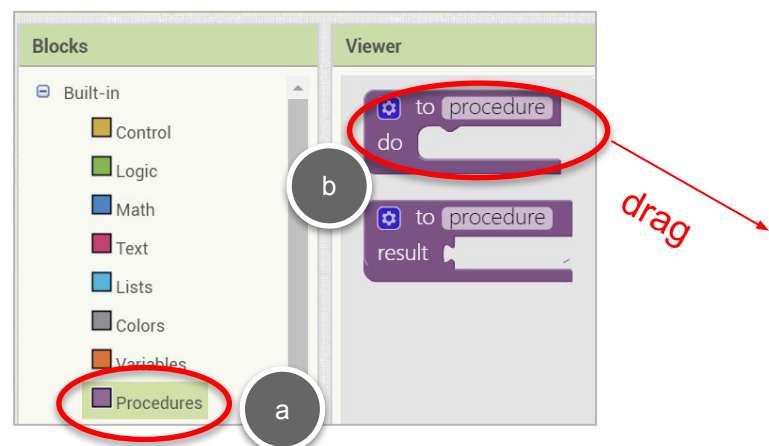 Blocks
Viewer
Built-in
Control
Logic
Math
Text
Lists
Colors
Variables
Procedures
to procedure
do
to procedure
result
a
b
drag